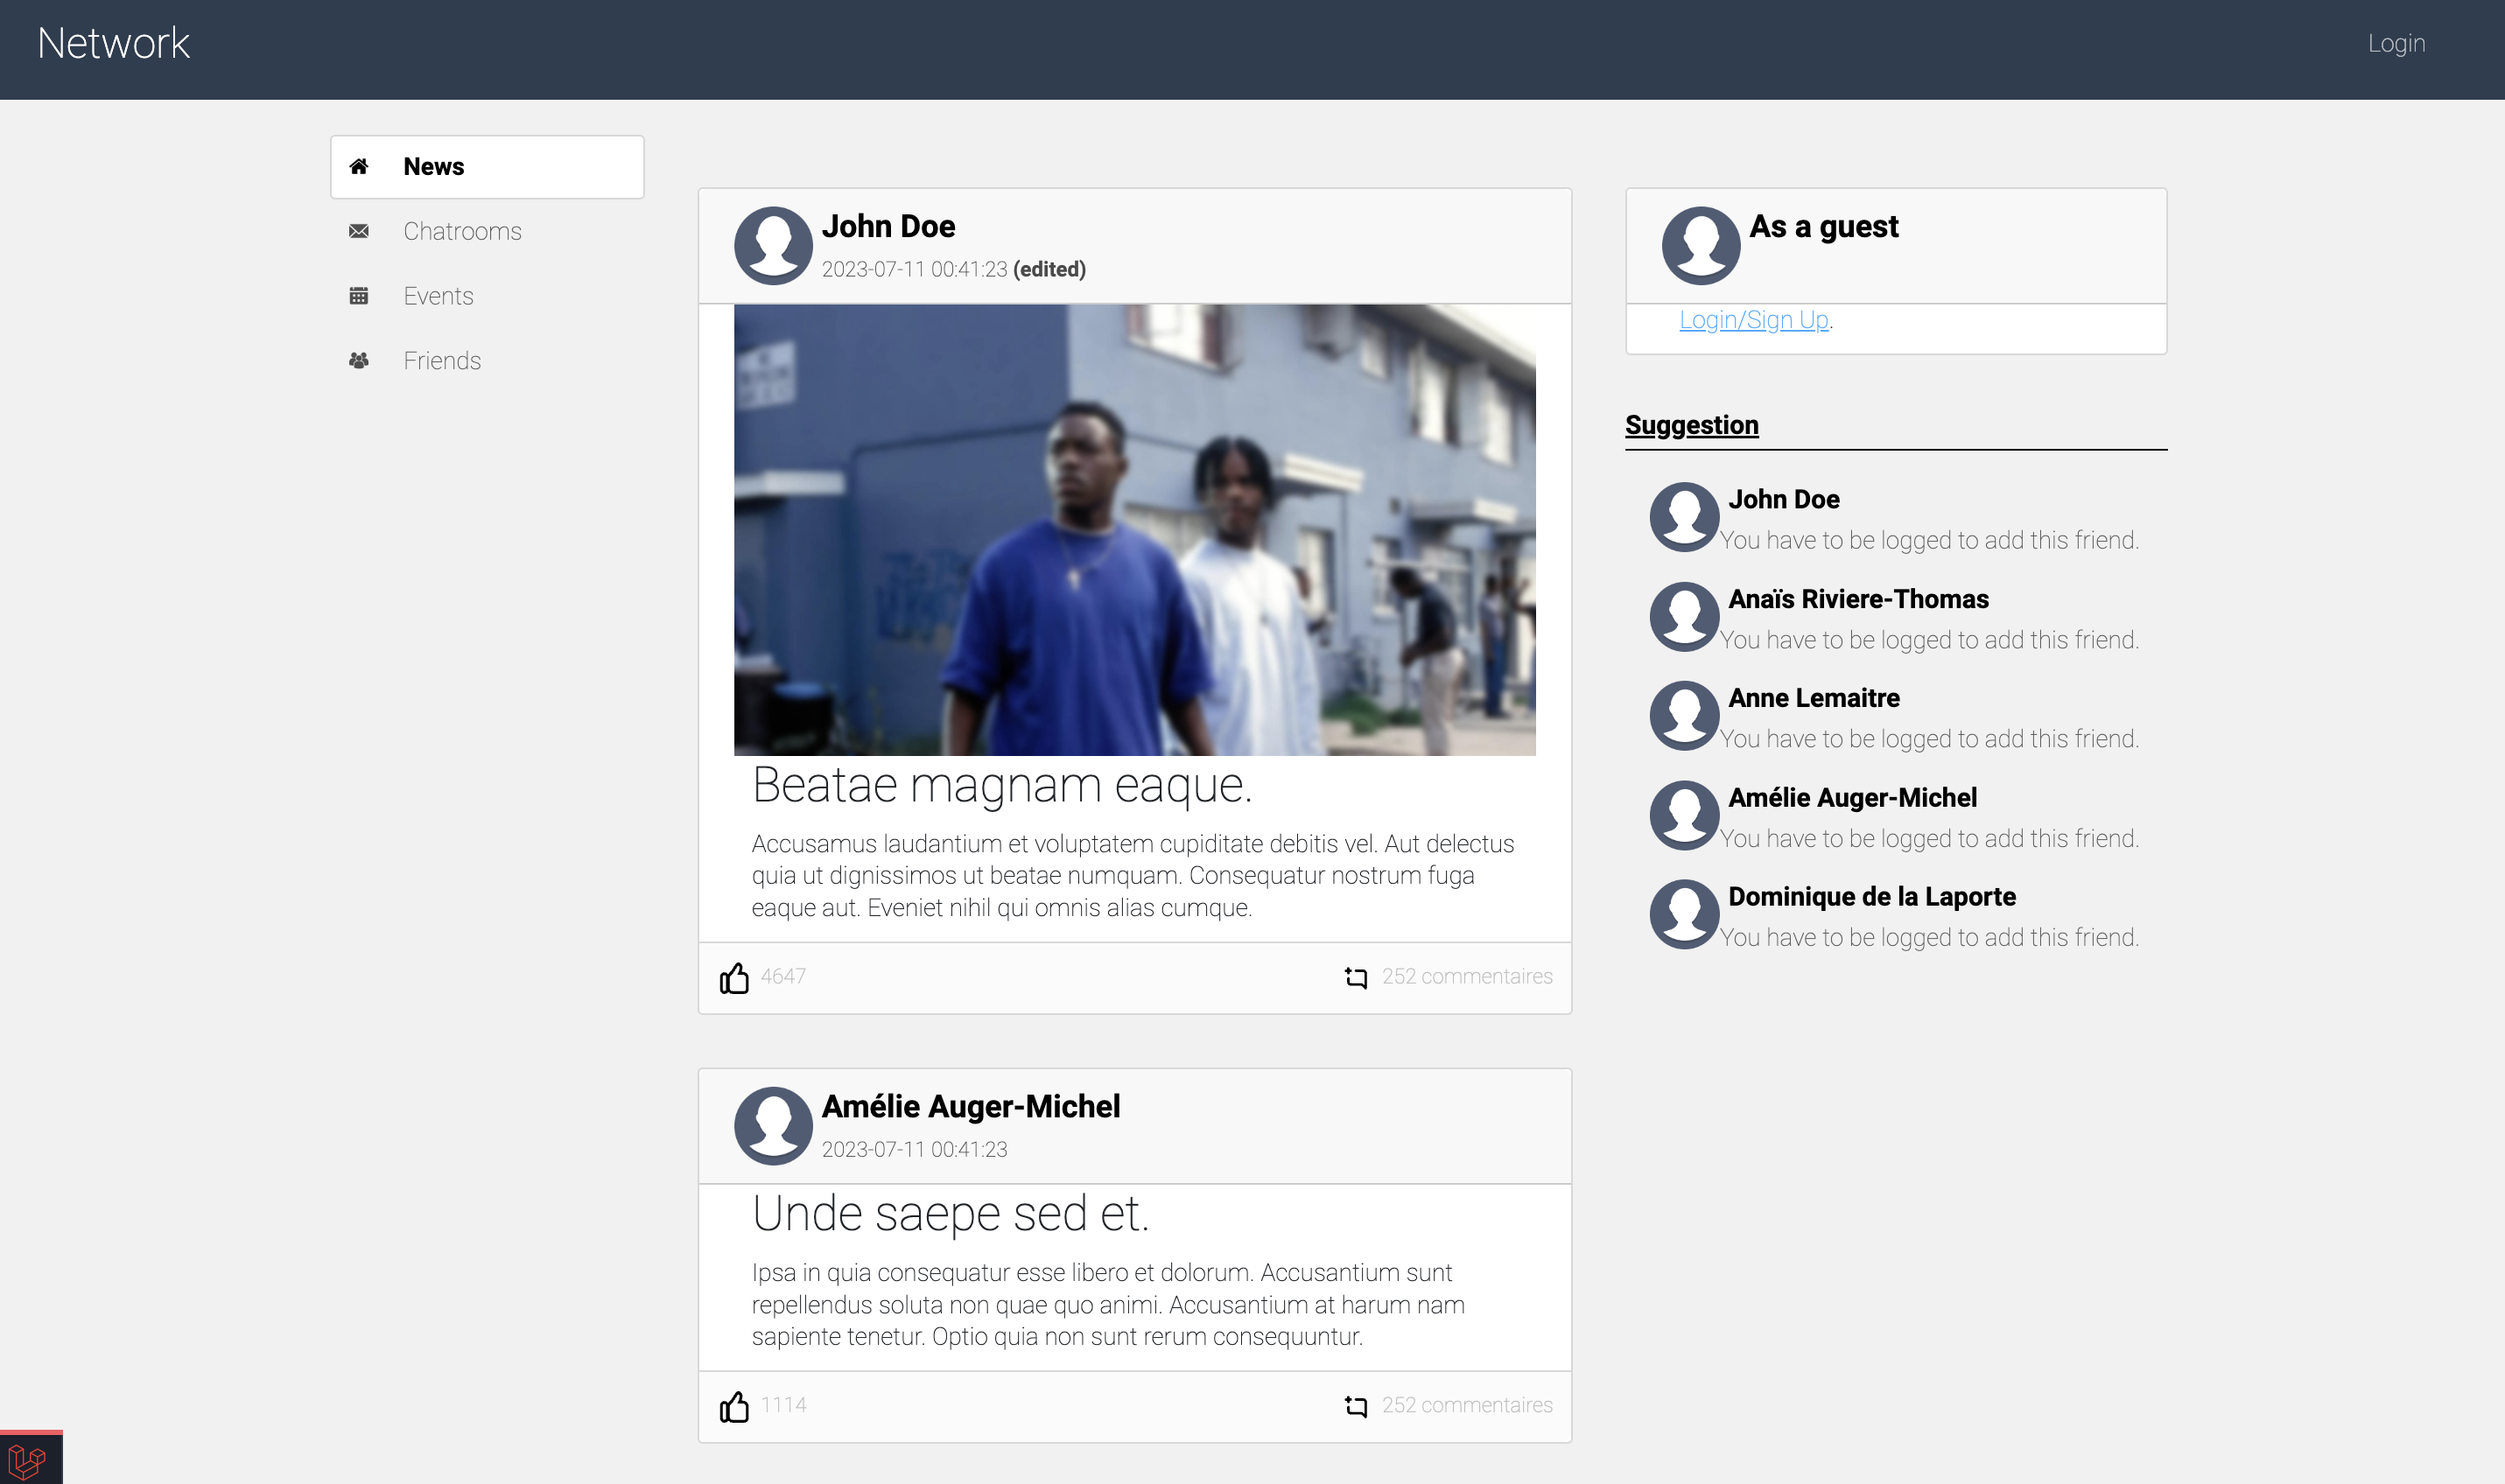 Network
Login
News
Chatrooms
Events
Friends
John Doe
2023-07-11 00:41:23 (edited)
Beatae magnam eaque.
Accusamus laudantium et voluptatem cupiditate debitis vel. Aut delectus
quia ut dignissimos ut beatae numquam. Consequatur nostrum fuga
eaque aut. Eveniet nihil qui omnis alias cumque.
4647
252 commentaires
Amélie Auger-Michel
2023-07-11 00:41:23
Unde saepe sed et.
Ipsa in quia consequatur esse libero et dolorum. Accusantium sunt
repellendus soluta non quae quo animi. Accusantium at harum nam
sapiente tenetur. Optio quia non sunt rerum consequuntur.
1114
252 commentaires
As a guest
Login/Sign Up.
Suggestion
John Doe
You have to be logged to add this friend.
Anaïs Riviere-Thomas
You have to be logged to add this friend.
Anne Lemaitre
You have to be logged to add this friend.
Amélie Auger-Michel
You have to be logged to add this friend.
Dominique de la Laporte
You have to be logged to add this friend.